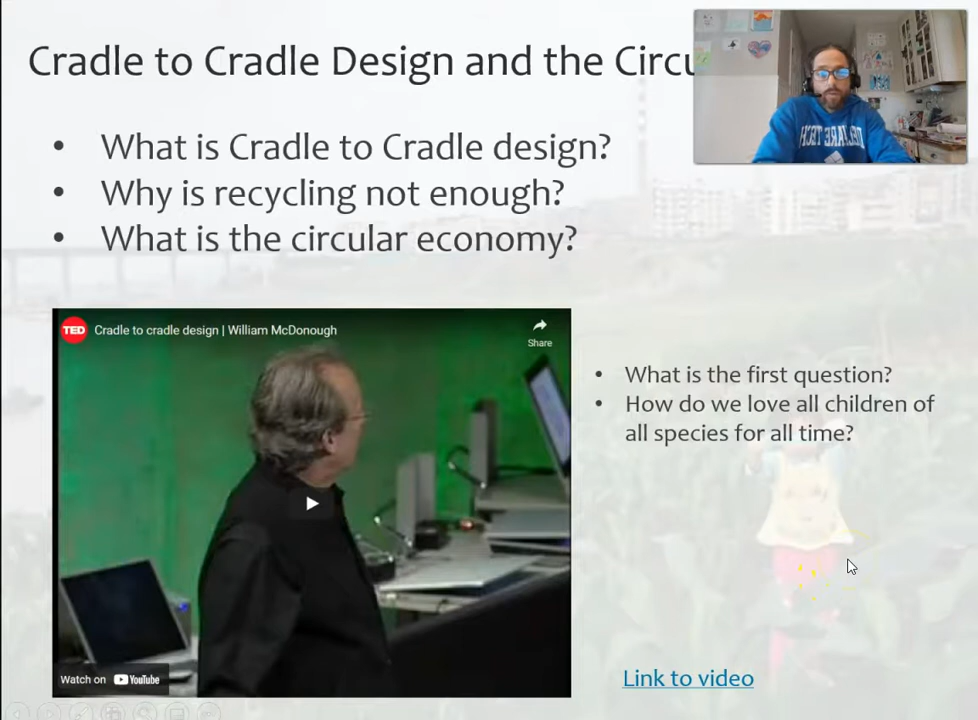 Cradle to Cradle Design and the Circu
• What is Cradle to Cradle design?
• Why is recycling not enough?
• What is the circular economy?
TED Cradle to cradle design | William McDonough
Share
• What is the first question?
• How do we love all children of
all species for all time?
Watch on YouTube
Link to video